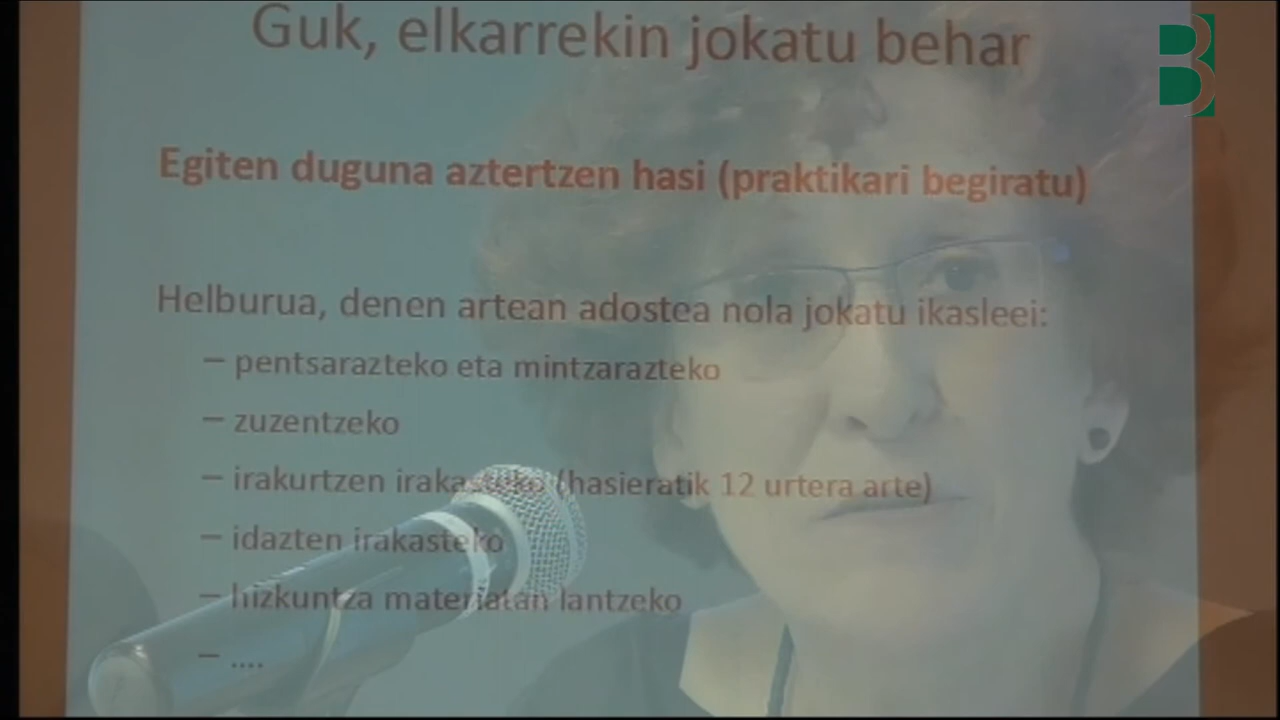 Guk, elkarrekin jokatu behar
Egiten duguna aztertzen hasi (praktikari begiratu)
Helburua, denen artean adostea nola jokatu ikasleei:
– pentsarazteko eta mintzarazteko
– zuzentzeko
– irakurtzen irakasteko (hasieratik 12 urtera arte)
– idazten irakasteko
– hizkuntza materiatan lantzeko
– ....
B